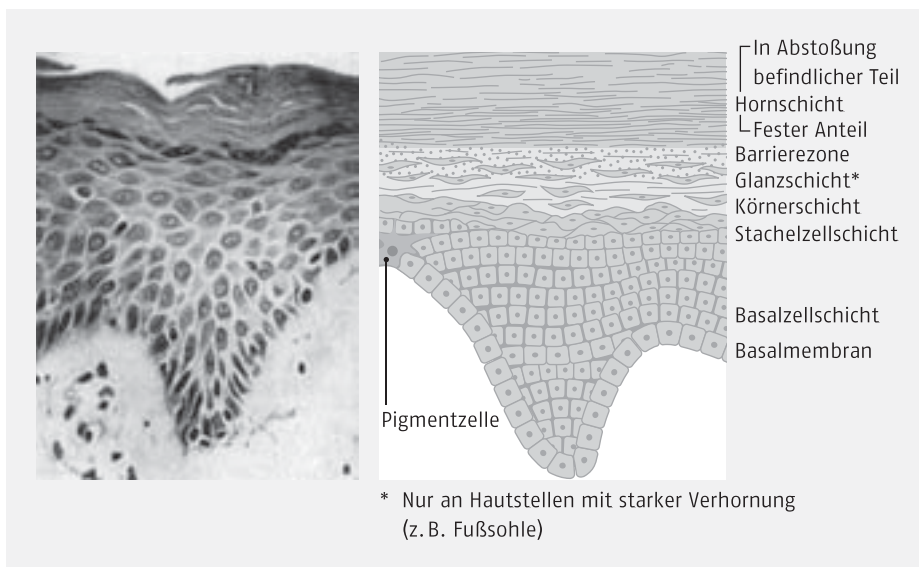 In Abstoßung
befindlicher Teil
Hornschicht
Fester Anteil
Barrierezone
Glanzschicht*
Körnerschicht
Stachelzellschicht
Basalzellschicht
Basalmembran
Pigmentzelle
* Nur an Hautstellen mit starker Verhornung
(z. B. Fußsohle)